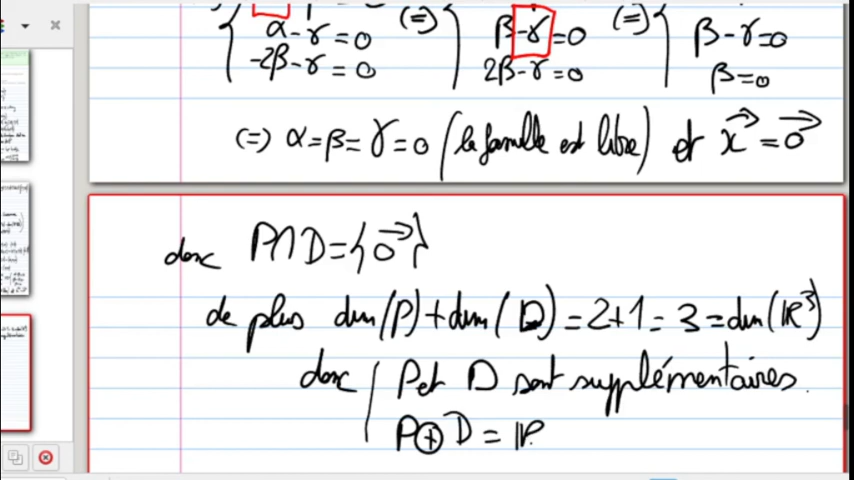 α-γ=0 (=) β-γ=0 (=) β-γ=0
-2β-γ=0 2β-γ=0 β=0
(=) α=β=γ=0 (la famille est libre) et x⃗=0⃗
donc P∩D={0⃗}
de plus dim(P)+dim(D)=2+1=3=dim(ℝ³)
donc P et D sont supplémentaires.
P⊕D=ℝ